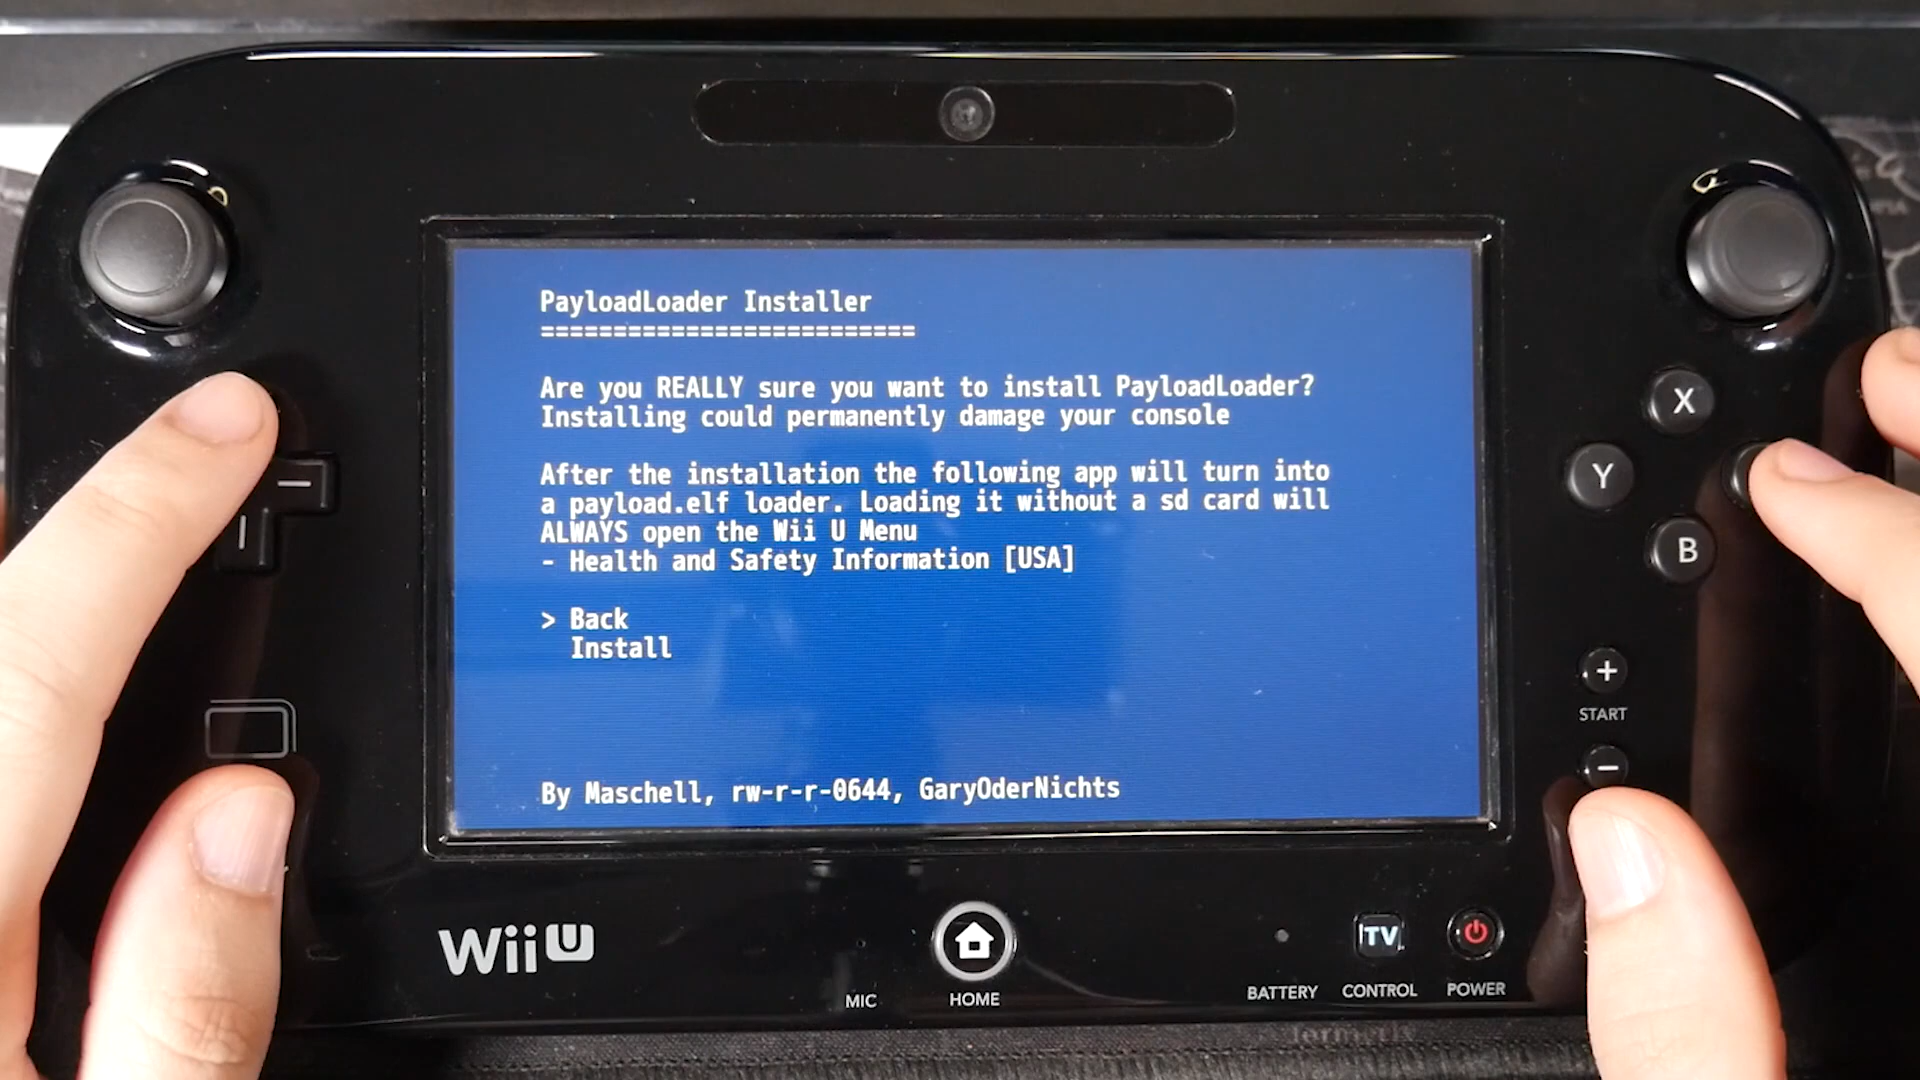 PayloadLoader Installer
==========================
Are you REALLY sure you want to install PayloadLoader?
Installing could permanently damage your console
After the installation the following app will turn into
a payload.elf loader. Loading it without a sd card will
ALWAYS open the Wii U Menu
- Health and Safety Information [USA]
> Back
Install
By Maschell, rw-r-r-0644, GaryOderNichts
X
Y
B
+
START
−
Wii U
TV
MIC
HOME
BATTERY
CONTROL
POWER